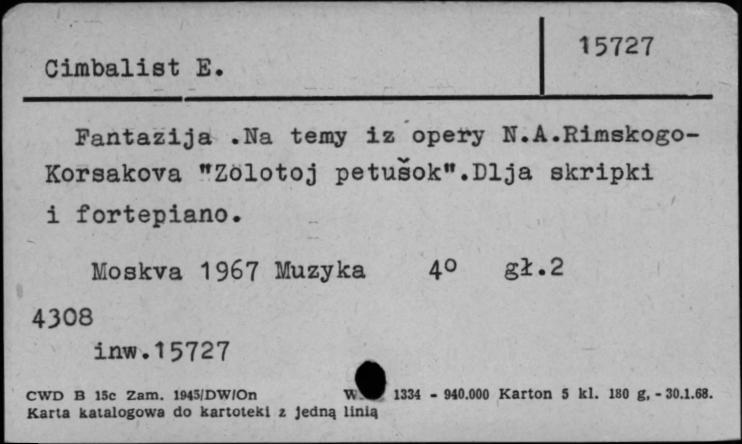 Cimbalist E.
15727
Fantazija .Na temy iz opery N.A.Rimskogo-
Korsakova "Zolotoj petušok".Dlja skripki
i fortepiano.
Moskva 1967 Muzyka 4° gł.2
4308
inw.15727
CWD B 15c Zam. 1945/DW/On W 1334 - 940.000 Karton 5 kl. 180 g, - 30.1.68.
Karta katalogowa do kartoteki z jedną linią